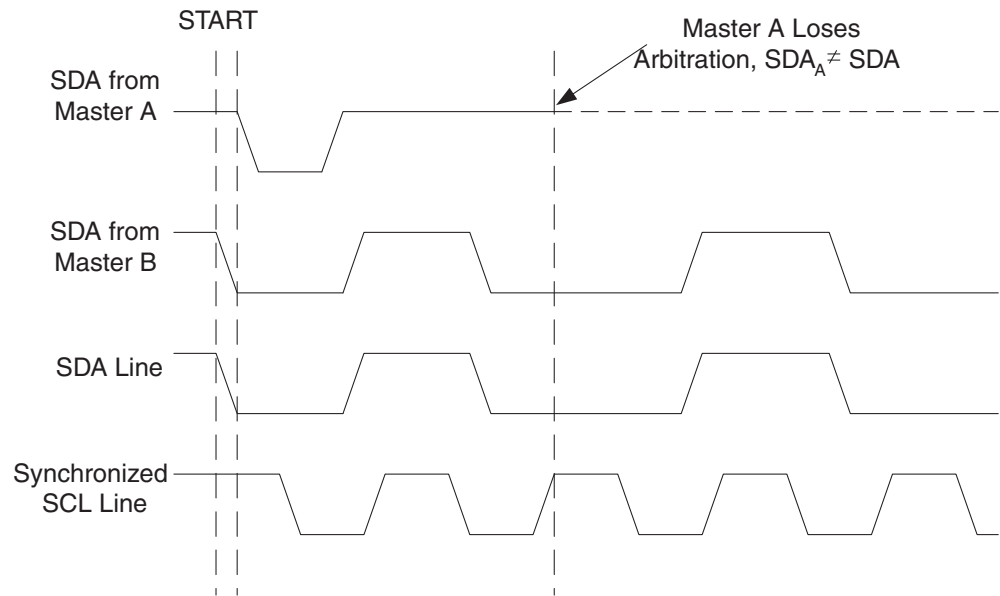 START
Master A Loses
Arbitration, SDA_A ≠ SDA
SDA from
Master A
SDA from
Master B
SDA Line
Synchronized
SCL Line